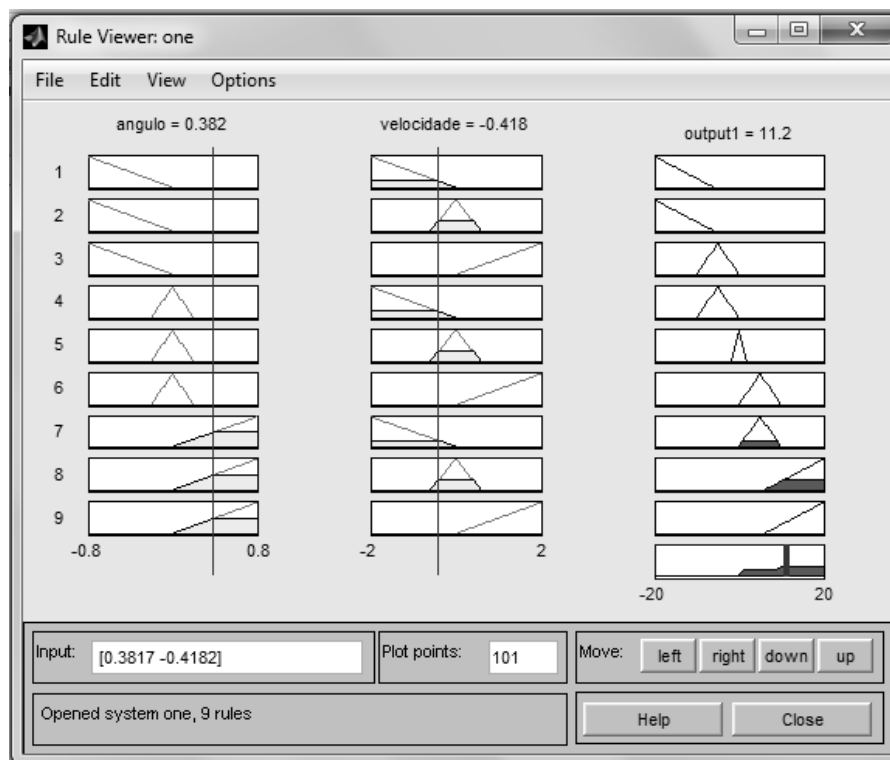 Rule Viewer: one
File Edit View Options
angulo = 0.382 velocidade = -0.418 output1 = 11.2
1
2
3
4
5
6
7
8
9
-0.8 0.8 -2 2
-20 20
Input: [0.3817 -0.4182] Plot points: 101 Move: left right down up
Opened system one, 9 rules Help Close